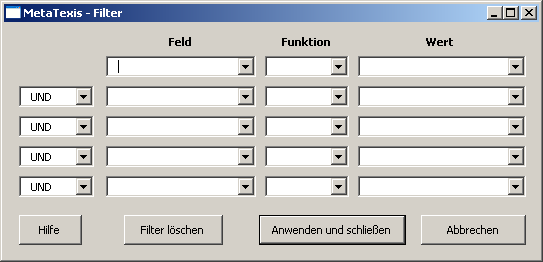 MetaTexis - Filter
Feld Funktion Wert
UND
UND
UND
UND
Hilfe Filter löschen Anwenden und schließen Abbrechen